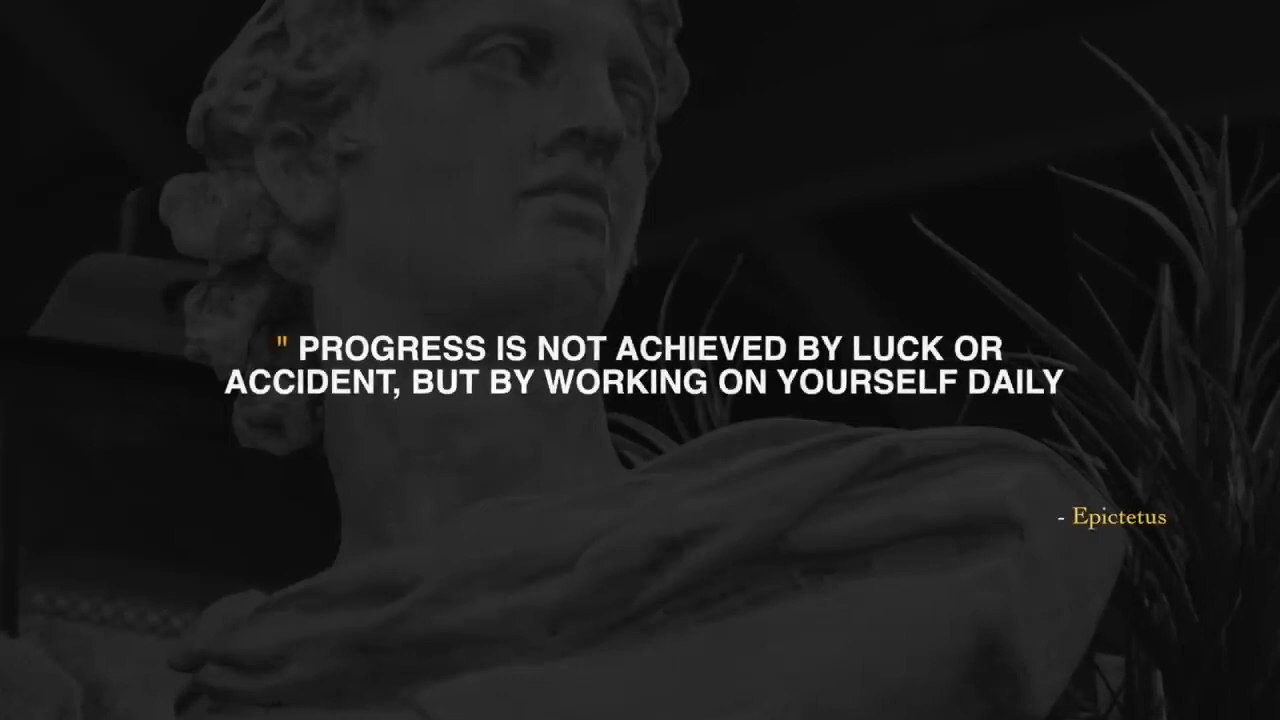 " PROGRESS IS NOT ACHIEVED BY LUCK OR
ACCIDENT, BUT BY WORKING ON YOURSELF DAILY
- Epictetus